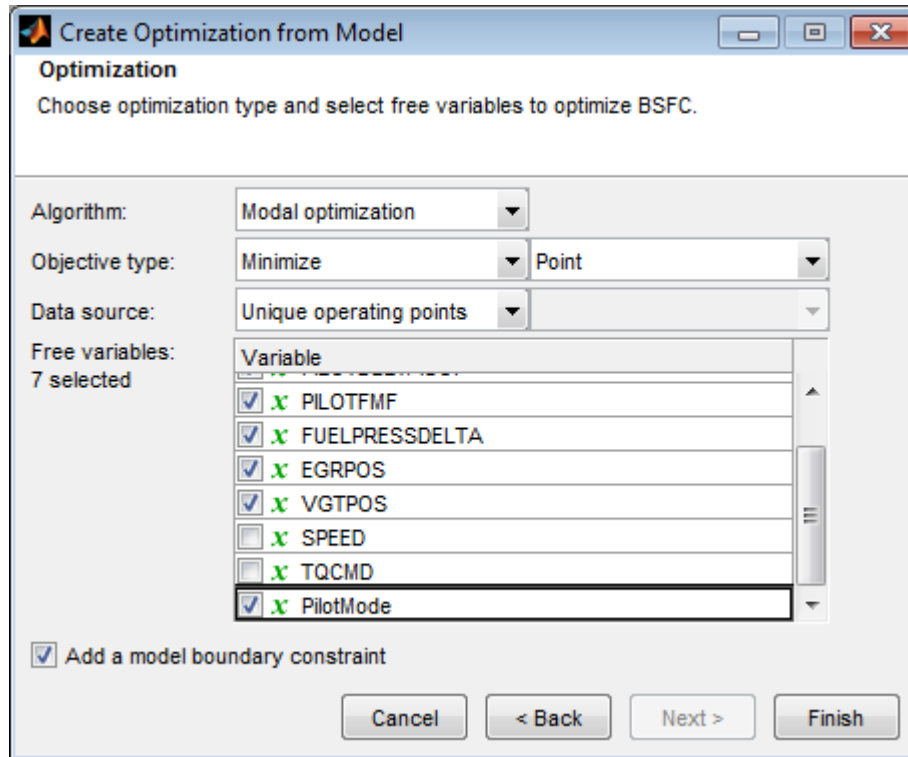 Create Optimization from Model
Optimization
Choose optimization type and select free variables to optimize BSFC.
Algorithm: Modal optimization
Objective type: Minimize Point
Data source: Unique operating points
Free variables:
7 selected
Variable
x PILOTFMF
x FUELPRESSDELTA
x EGRPOS
x VGTPOS
x SPEED
x TQCMD
x PilotMode
Add a model boundary constraint
Cancel < Back Next > Finish